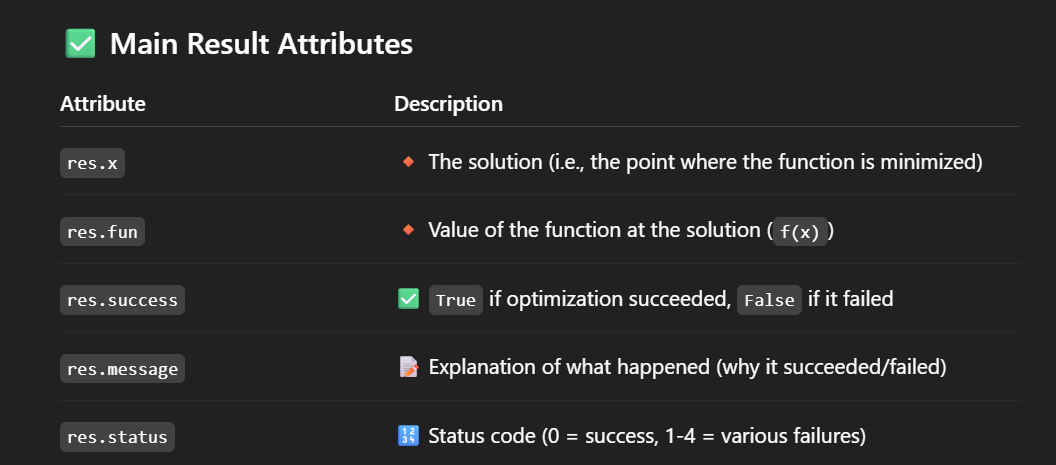 ✅ Main Result Attributes
Attribute Description
res.x 🔸 The solution (i.e., the point where the function is minimized)
res.fun 🔸 Value of the function at the solution (f(x))
res.success ✅ True if optimization succeeded, False if it failed
res.message 📝 Explanation of what happened (why it succeeded/failed)
res.status 🔢 Status code (0 = success, 1-4 = various failures)